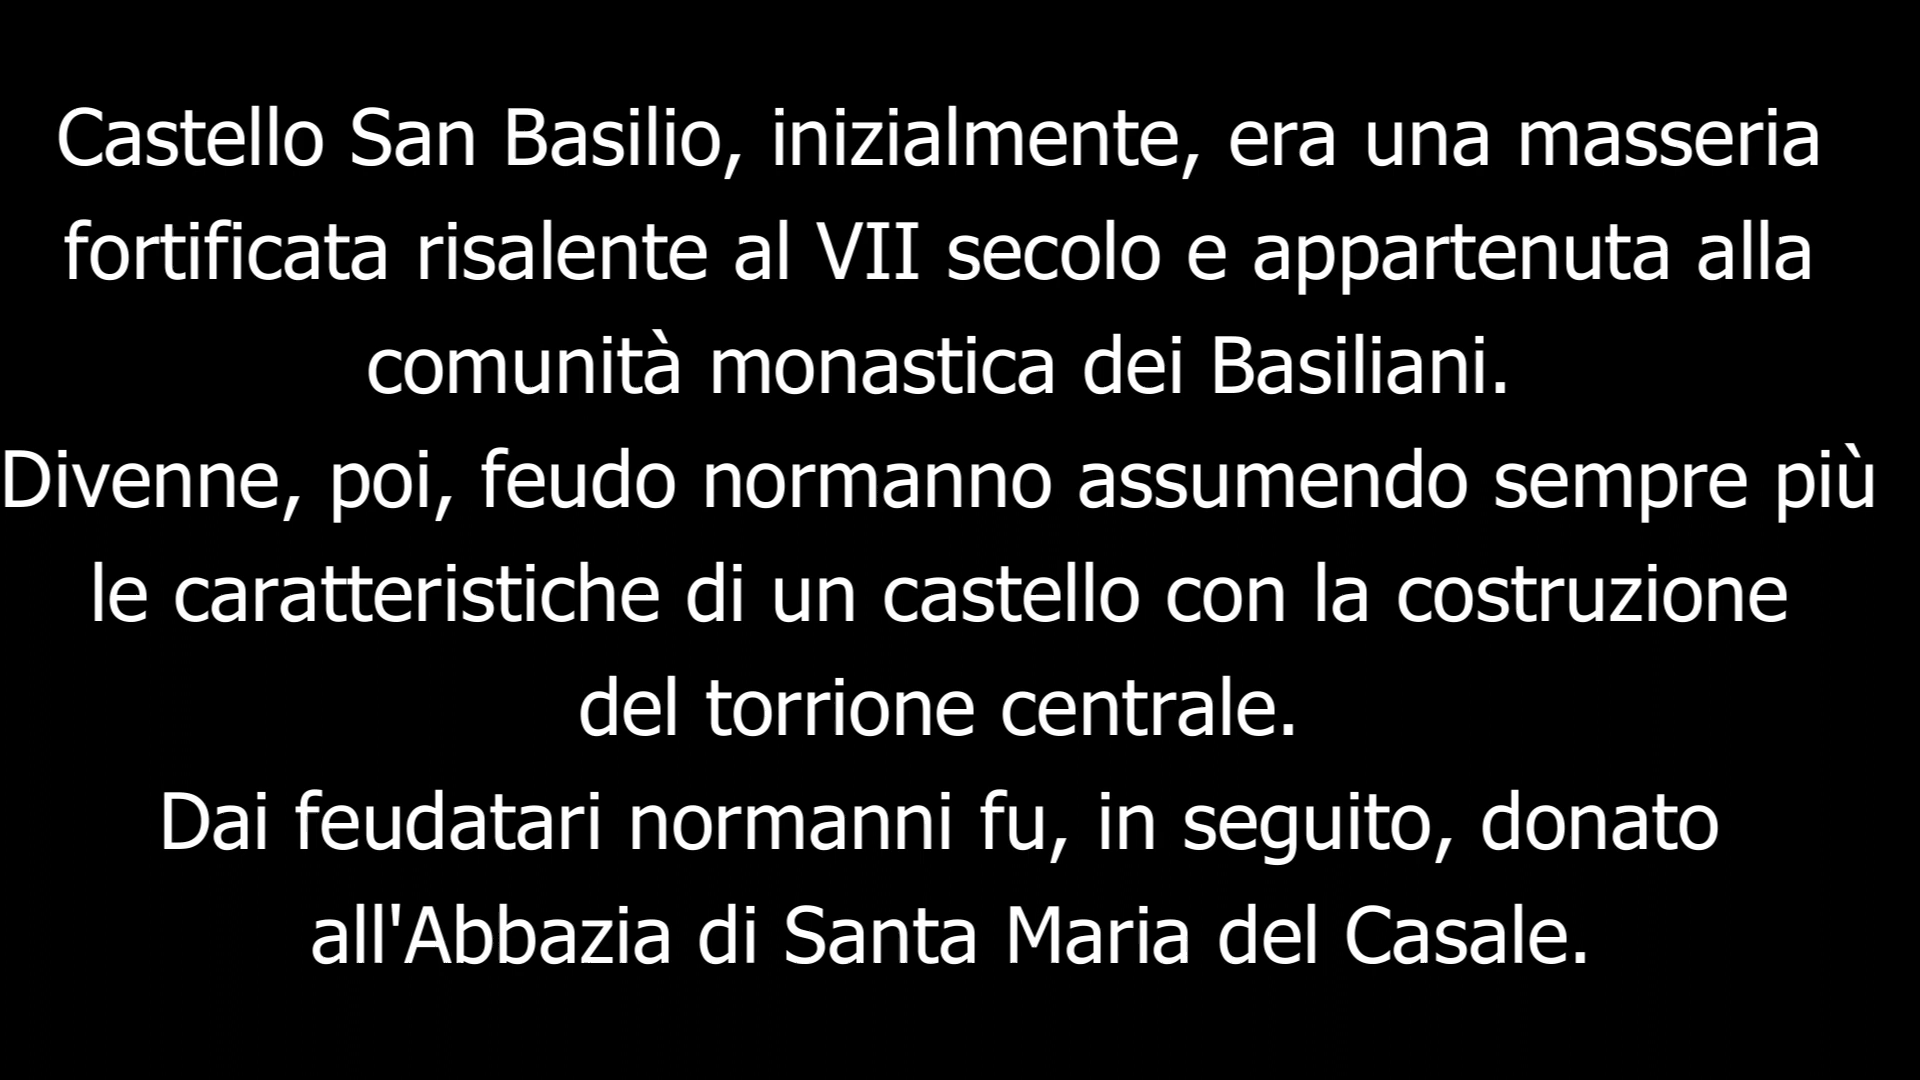 Castello San Basilio, inizialmente, era una masseria
fortificata risalente al VII secolo e appartenuta alla
comunità monastica dei Basiliani.
Divenne, poi, feudo normanno assumendo sempre più
le caratteristiche di un castello con la costruzione
del torrione centrale.
Dai feudatari normanni fu, in seguito, donato
all'Abbazia di Santa Maria del Casale.